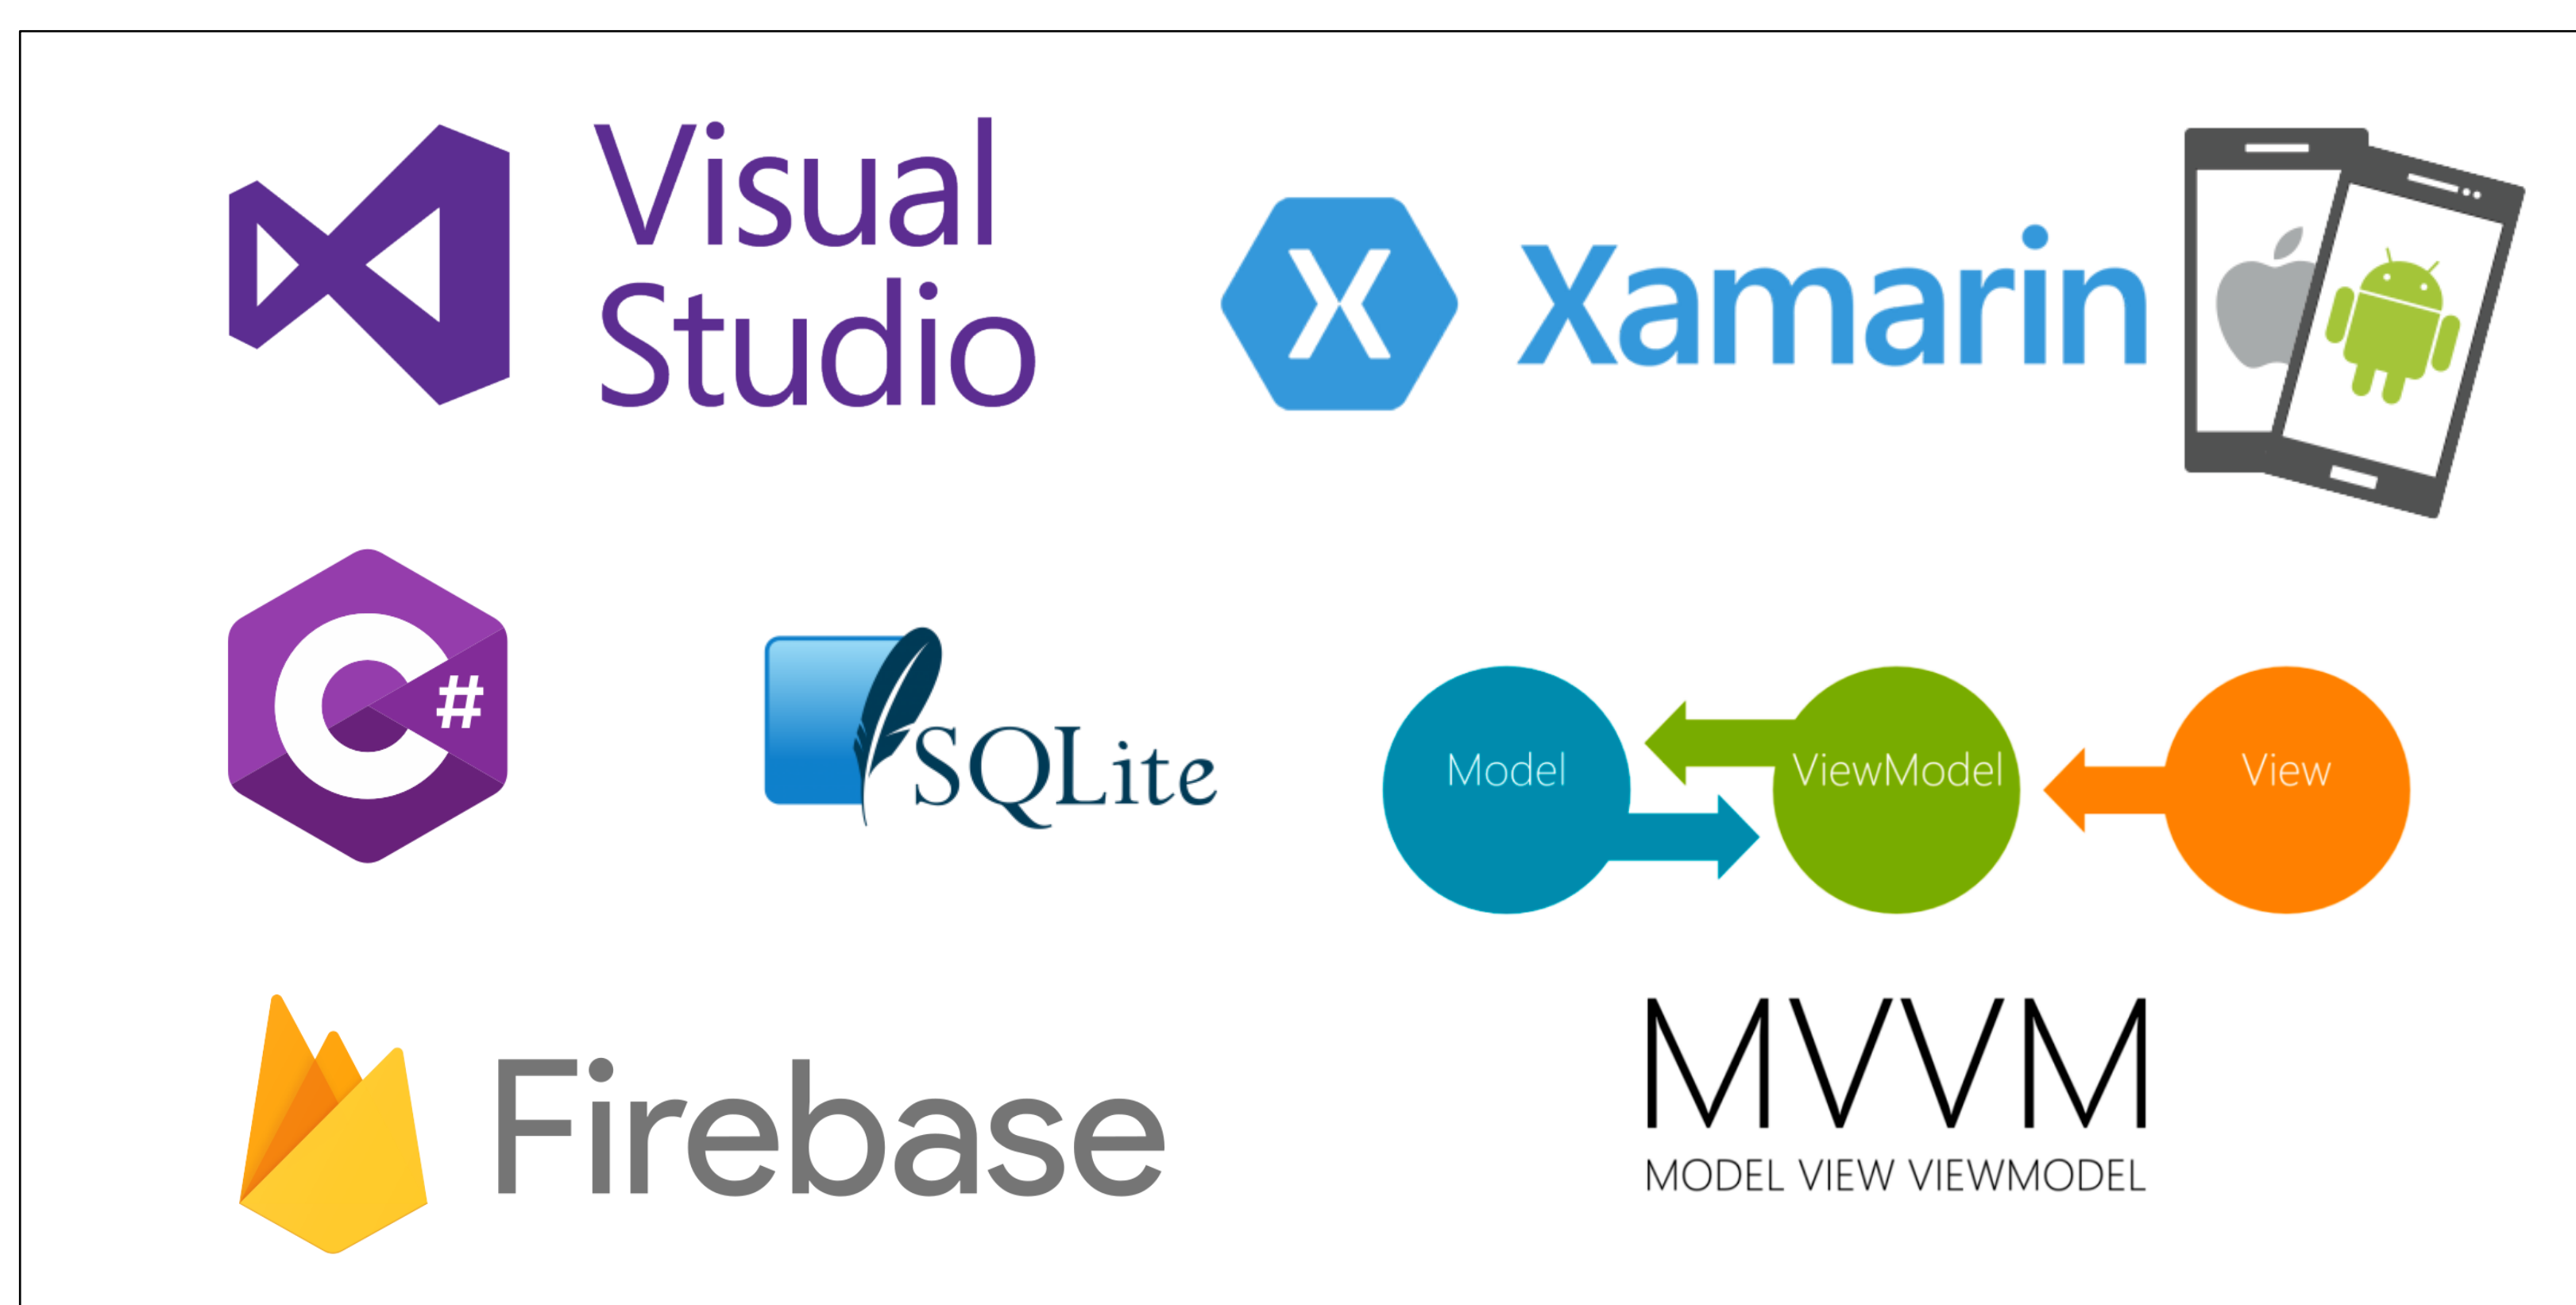 Visual
Studio
X Xamarin
C#
SQLite
Model
ViewModel
View
Firebase
MVVM
MODEL VIEW VIEWMODEL